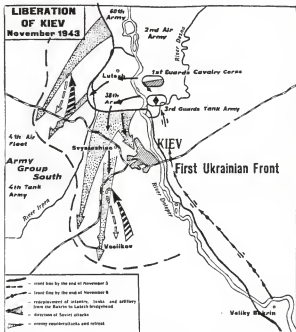 LIBERATION
OF KIEV
November 1943
60th
Army
2nd Air
Army
River Desna
1st Guards Cavalry Corps
38th
Army
3rd Guards Tank Army
4th Air
Fleet
KIEV
Svyatoshino
First Ukrainian Front
Army
Group
South
4th Tank
Army
River Irpen
River Dnieper
Vasilkov
Veliky Bukrin
- front line by the end of November 3
- front line by the end of November 6
- redeployment of infantry, tanks and artillery
from the Bukrin to Lutezh bridgehead
- direction of Soviet attacks
- enemy counterattacks and retreat